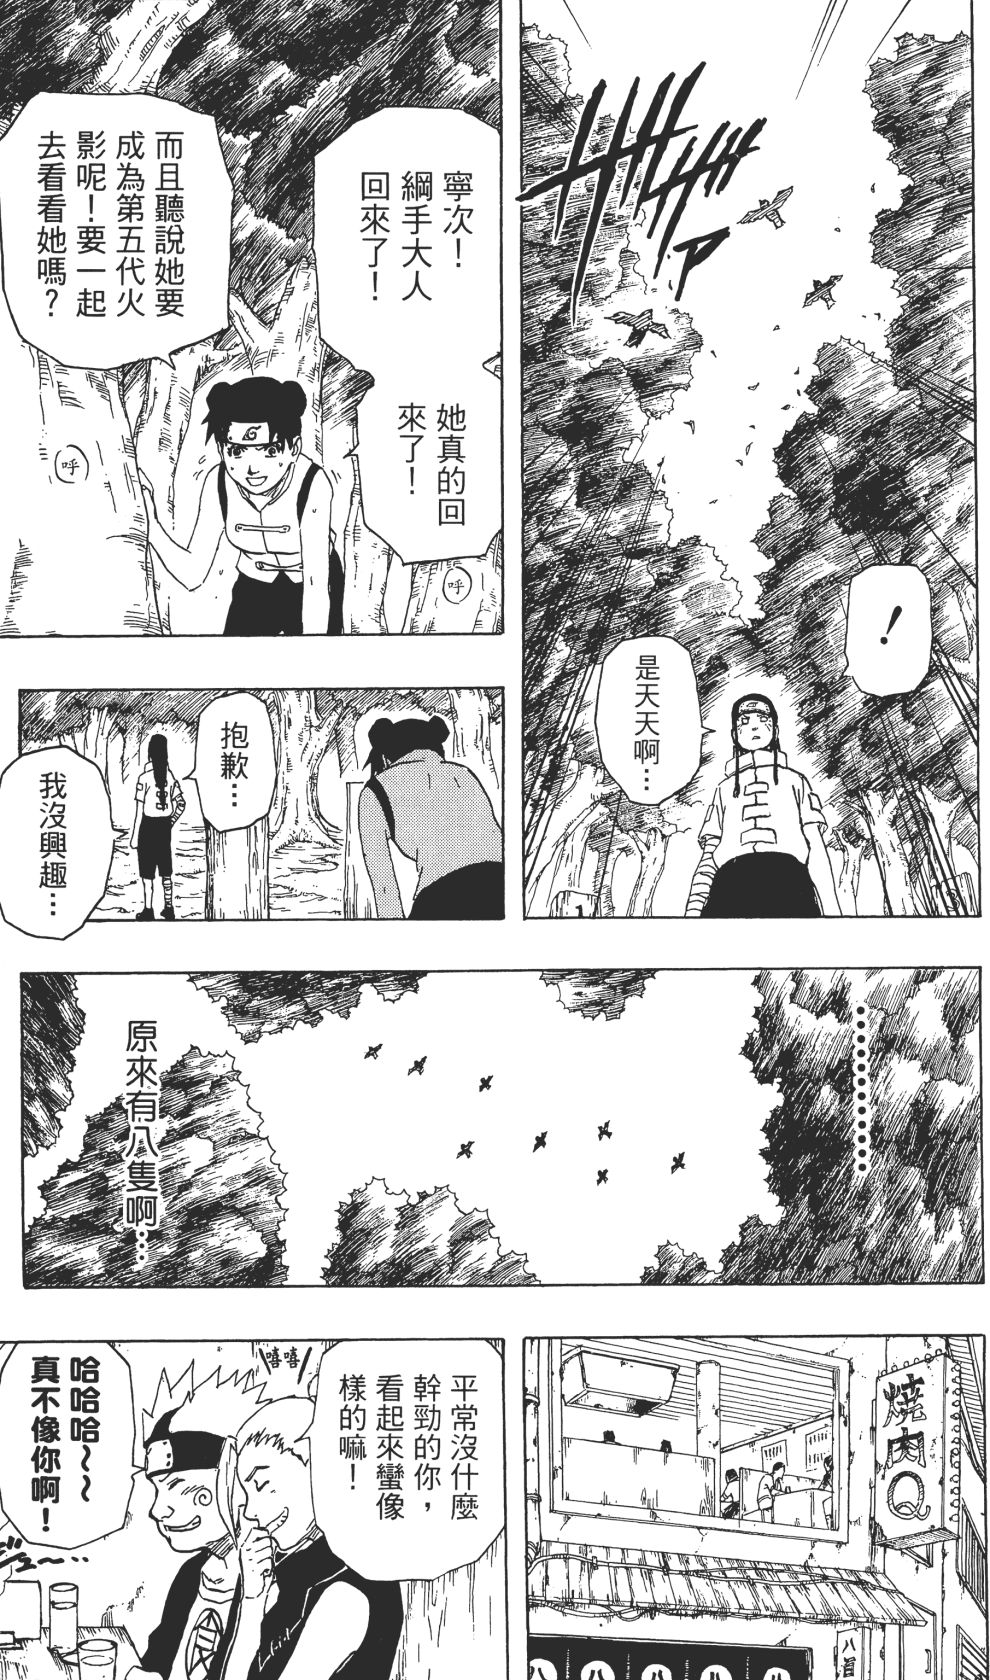 ！
是天天啊…
寧次！
綱手大人
回來了！
她真的回
來了！
而且聽說她要
成為第五代火
影呢！要一起
去看看她嗎？
呼
呼
抱歉…
我沒興趣…
…………
原來有八隻啊…
燒肉Q
平常沒什麼
幹勁的你，
看起來蠻像
樣的嘛！
嘻嘻
哈哈哈～～
真不像你啊！